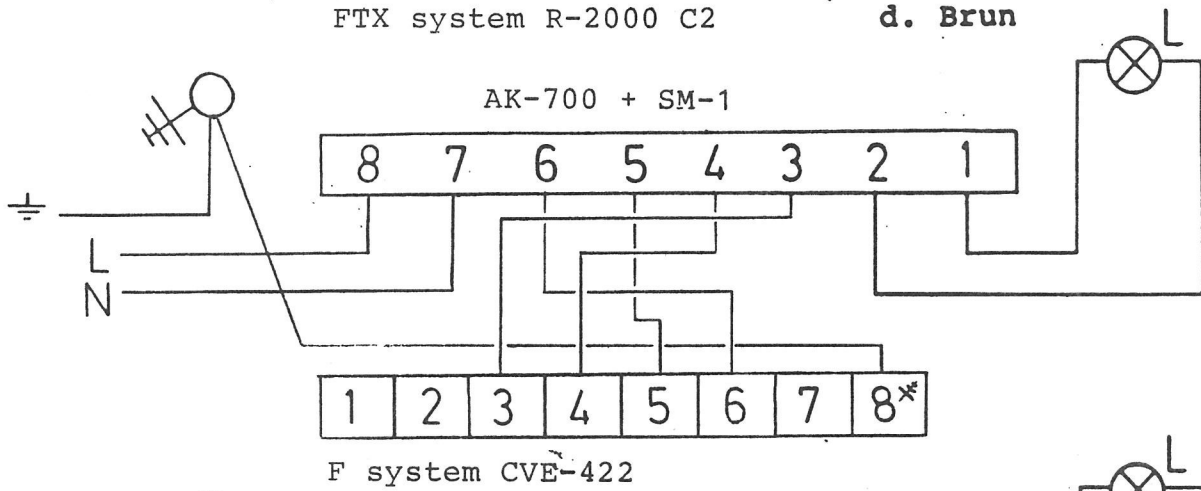 FTX system R-2000 C2
d. Brun
L
AK-700 + SM-1
8 7 6 5 4 3 2 1
L
N
1 2 3 4 5 6 7 8*
F system CVE-422
L